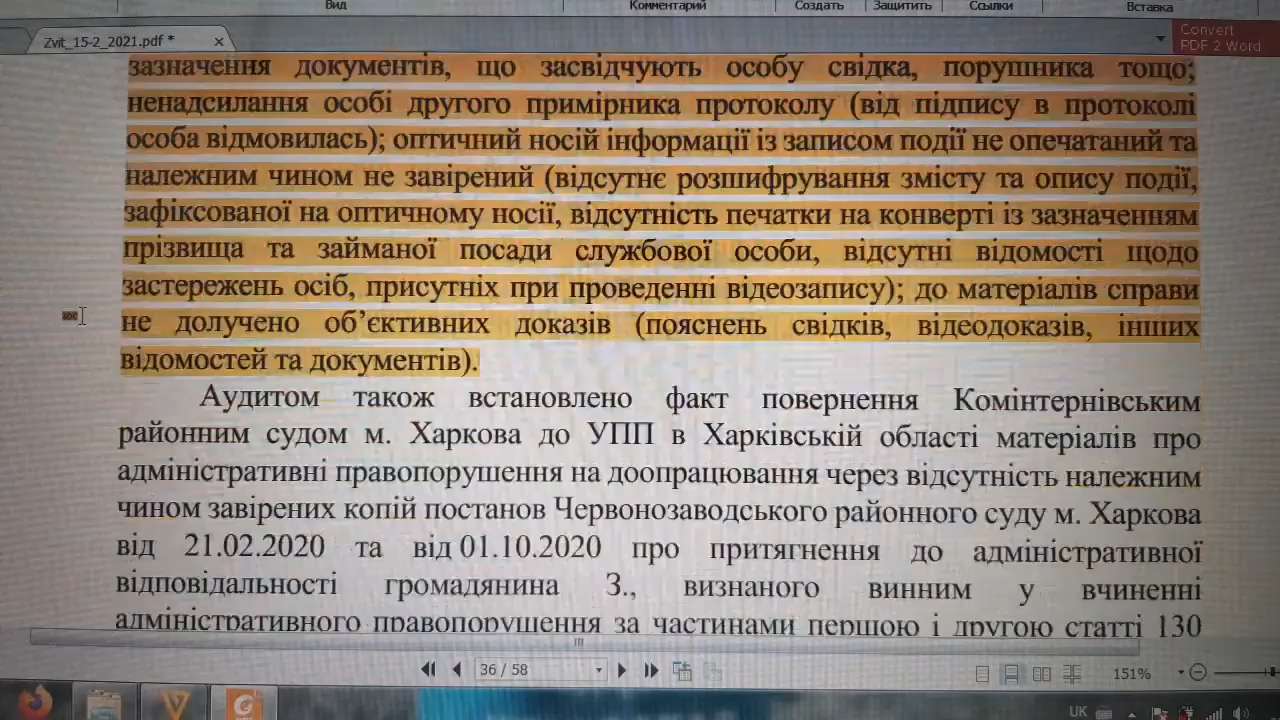 Вид
Комментарий
Создать
Защитить
Ссылки
Вставка
Zvit_15-2_2021.pdf *
Convert
PDF 2 Word
зазначення документів, що засвідчують особу свідка, порушника тощо;
ненадсилання особі другого примірника протоколу (від підпису в протоколі
особа відмовилась); оптичний носій інформації із записом події не опечатаний та
належним чином не завірений (відсутнє розшифрування змісту та опису події,
зафіксованої на оптичному носії, відсутність печатки на конверті із зазначенням
прізвища та займаної посади службової особи, відсутні відомості щодо
застережень осіб, присутніх при проведенні відеозапису); до матеріалів справи
не долучено об’єктивних доказів (пояснень свідків, відеодоказів, інших
відомостей та документів).
Аудитом також встановлено факт повернення Комінтернівським
районним судом м. Харкова до УПП в Харківській області матеріалів про
адміністративні правопорушення на доопрацювання через відсутність належним
чином завірених копій постанов Червонозаводського районного суду м. Харкова
від 21.02.2020 та від 01.10.2020 про притягнення до адміністративної
відповідальності громадянина З., визнаного винним у вчиненні
адміністративного правопорушення за частинами першою і другою статті 130
36 / 58
151%
UK